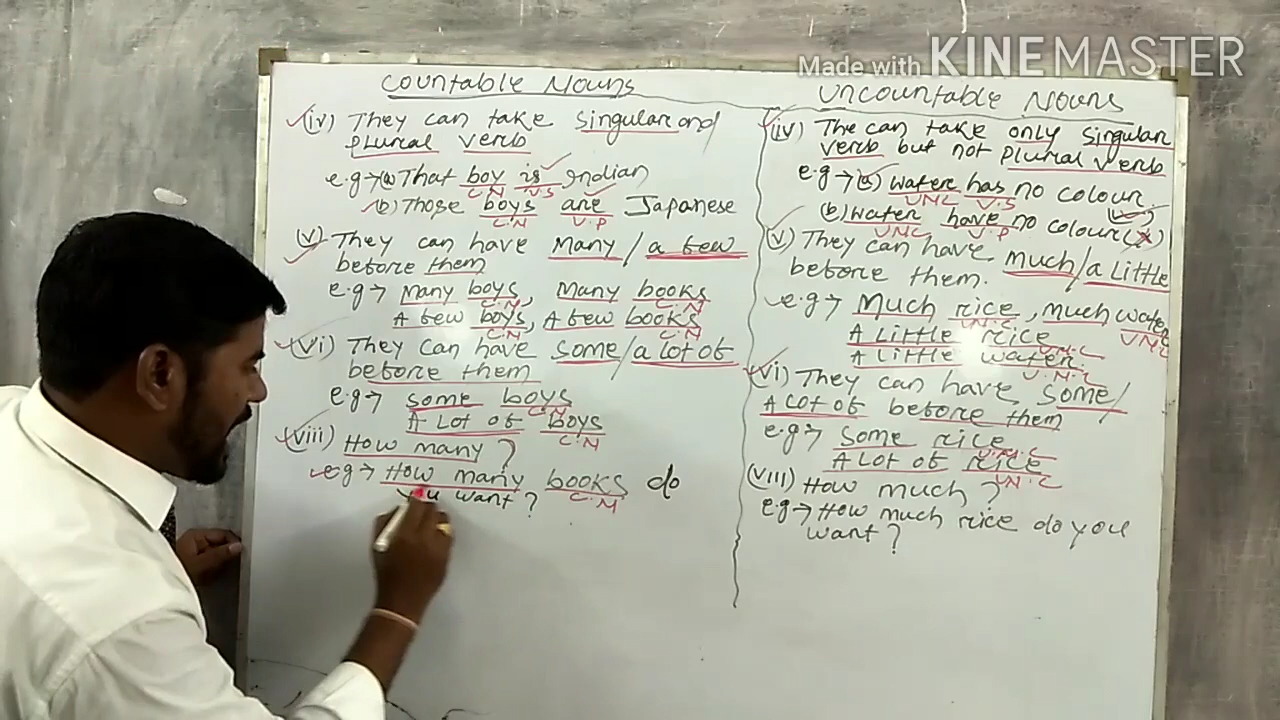 Made with KINEMASTER
Countable Nouns
(iv) They can take singular and
plural verb
e.g → (a) That boy is Indian
C.N V.S
(b) Those boys are Japanese
C.N V.P
(v) They can have many / a few
before them
e.g → Many boys, Many books
C.N C.N
A few boys, A few books
C.N C.N
(vi) They can have some / a lot of
before them
e.g → some boys
C.N
A lot of boys
C.N
(viii) How many ?
e.g → How many books do
C.N
you want ?
Uncountable Nouns
(iv) The can take only singular
verb but not plural verb
e.g → (a) water has no colour.
UNC V.S
(b) water have no colour (x)
UNC V.P
(v) They can have much / a little
before them.
e.g → Much rice, much water
UN.C UNC
A little rice
UN.C
A little water.
U.N.C
(vi) They can have some /
A lot of before them
e.g → Some rice
U.N.C
A lot of rice
UN.C
(viii) How much ?
e.g → How much rice do you
want ?